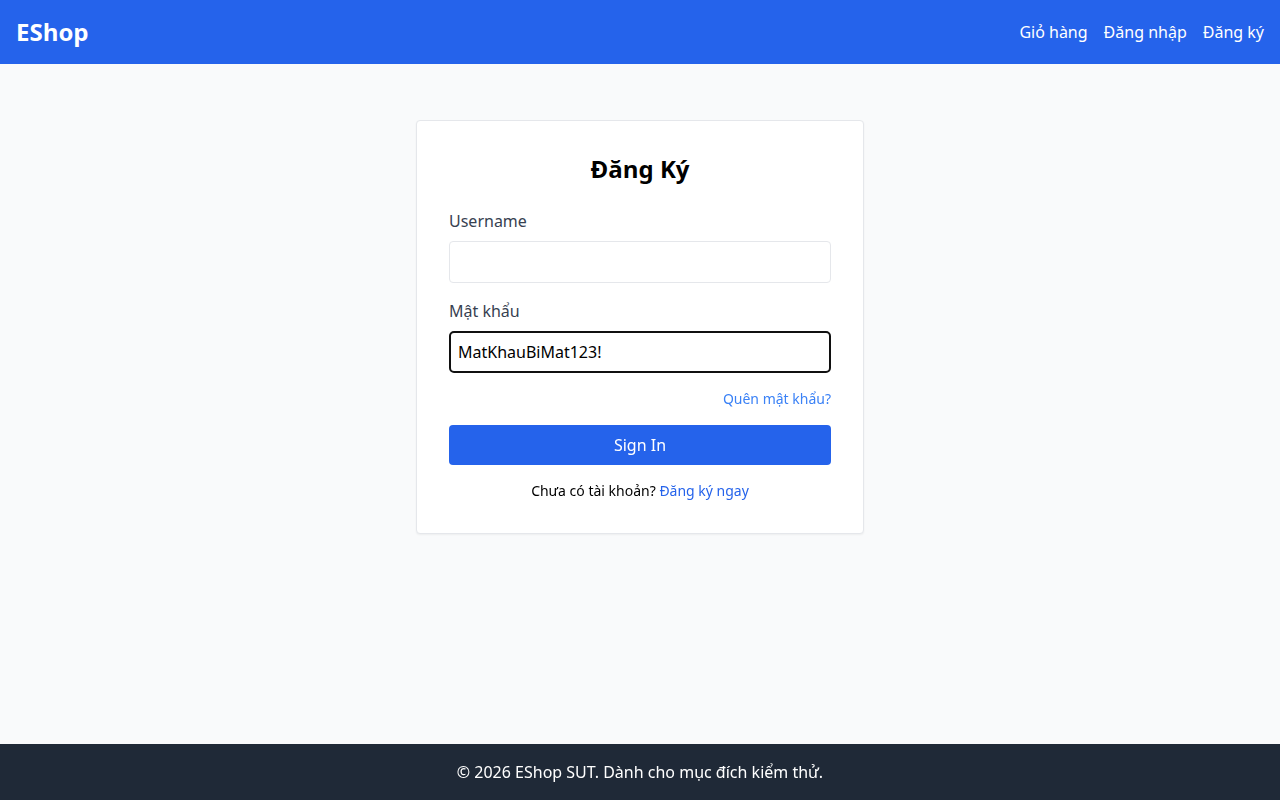 EShop
Giỏ hàng Đăng nhập Đăng ký
Đăng Ký
Username
Mật khẩu
MatKhauBiMat123!
Quên mật khẩu?
Sign In
Chưa có tài khoản? Đăng ký ngay
© 2026 EShop SUT. Dành cho mục đích kiểm thử.